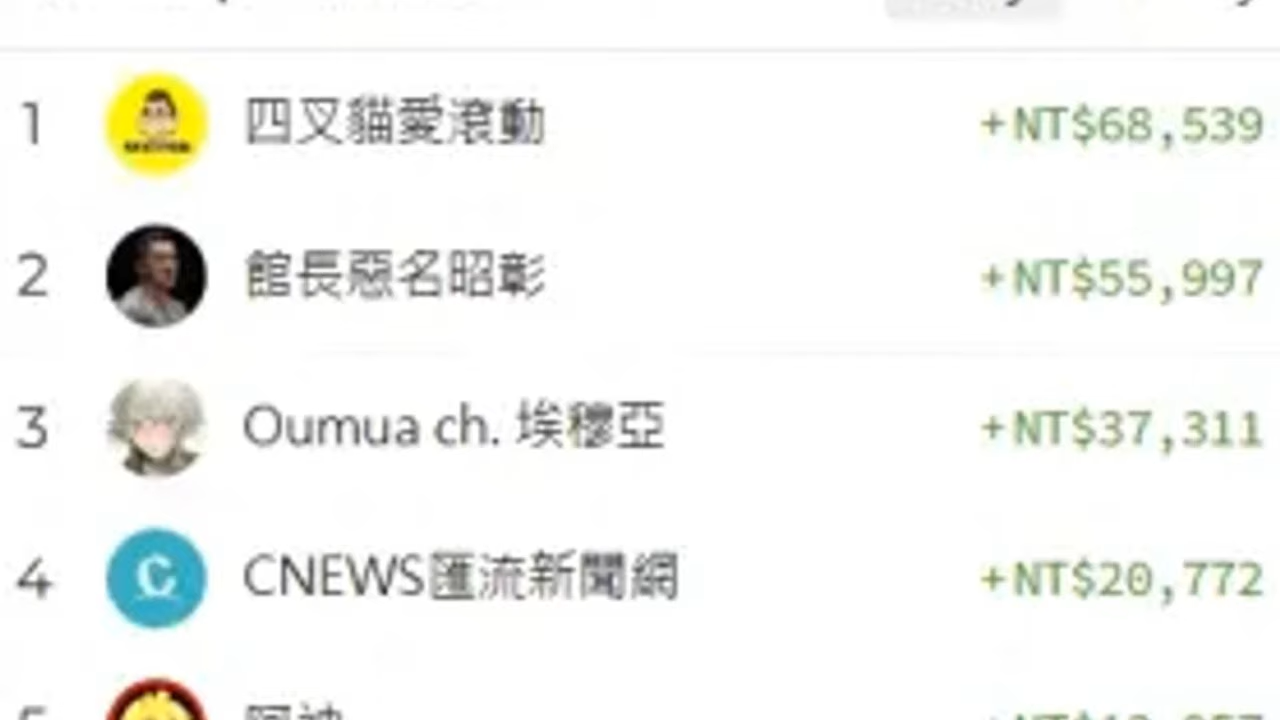 1 四叉貓愛滾動 +NT$68,539
2 館長惡名昭彰 +NT$55,997
3 Oumua ch. 埃穆亞 +NT$37,311
4 CNEWS匯流新聞網 +NT$20,772